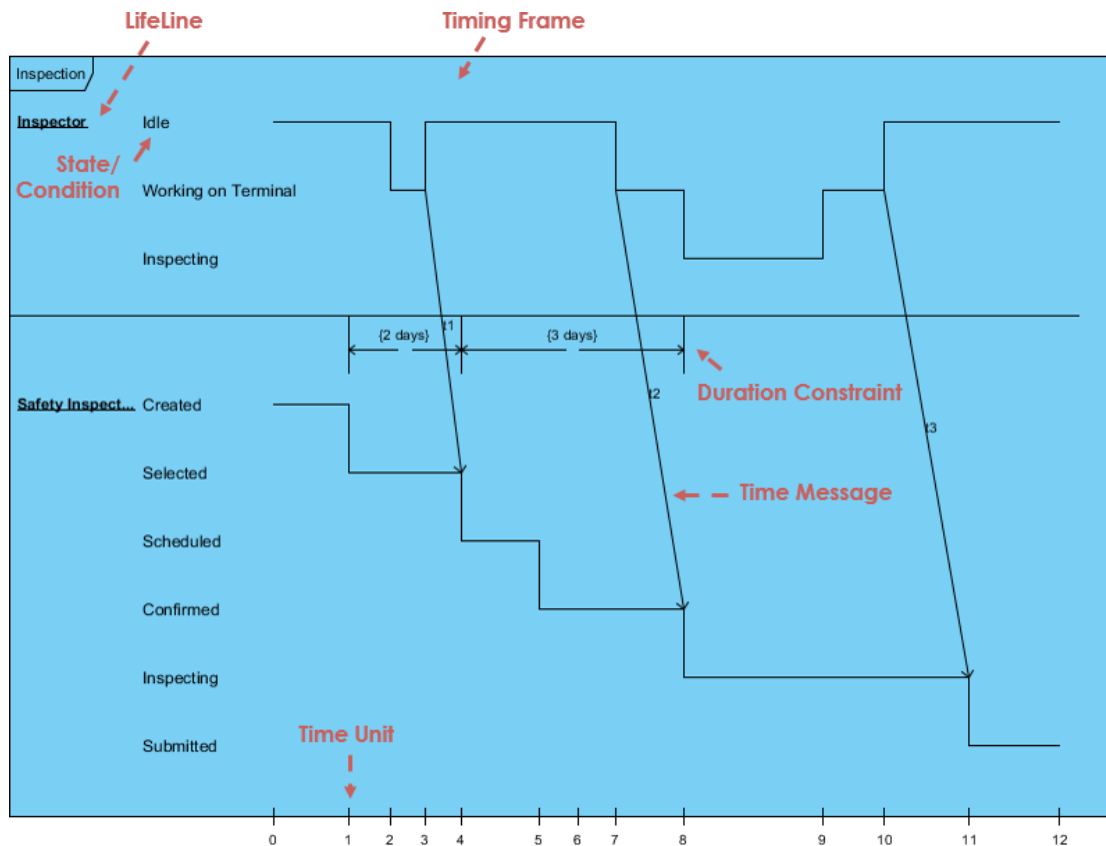 LifeLine
Timing Frame
Inspection
Inspector
Idle
State/
Condition
Working on Terminal
Inspecting
{2 days}
t1
{3 days}
t2
Duration Constraint
Safety Inspect...
Created
t3
Selected
Time Message
Scheduled
Confirmed
Inspecting
Time Unit
Submitted
0 1 2 3 4 5 6 7 8 9 10 11 12